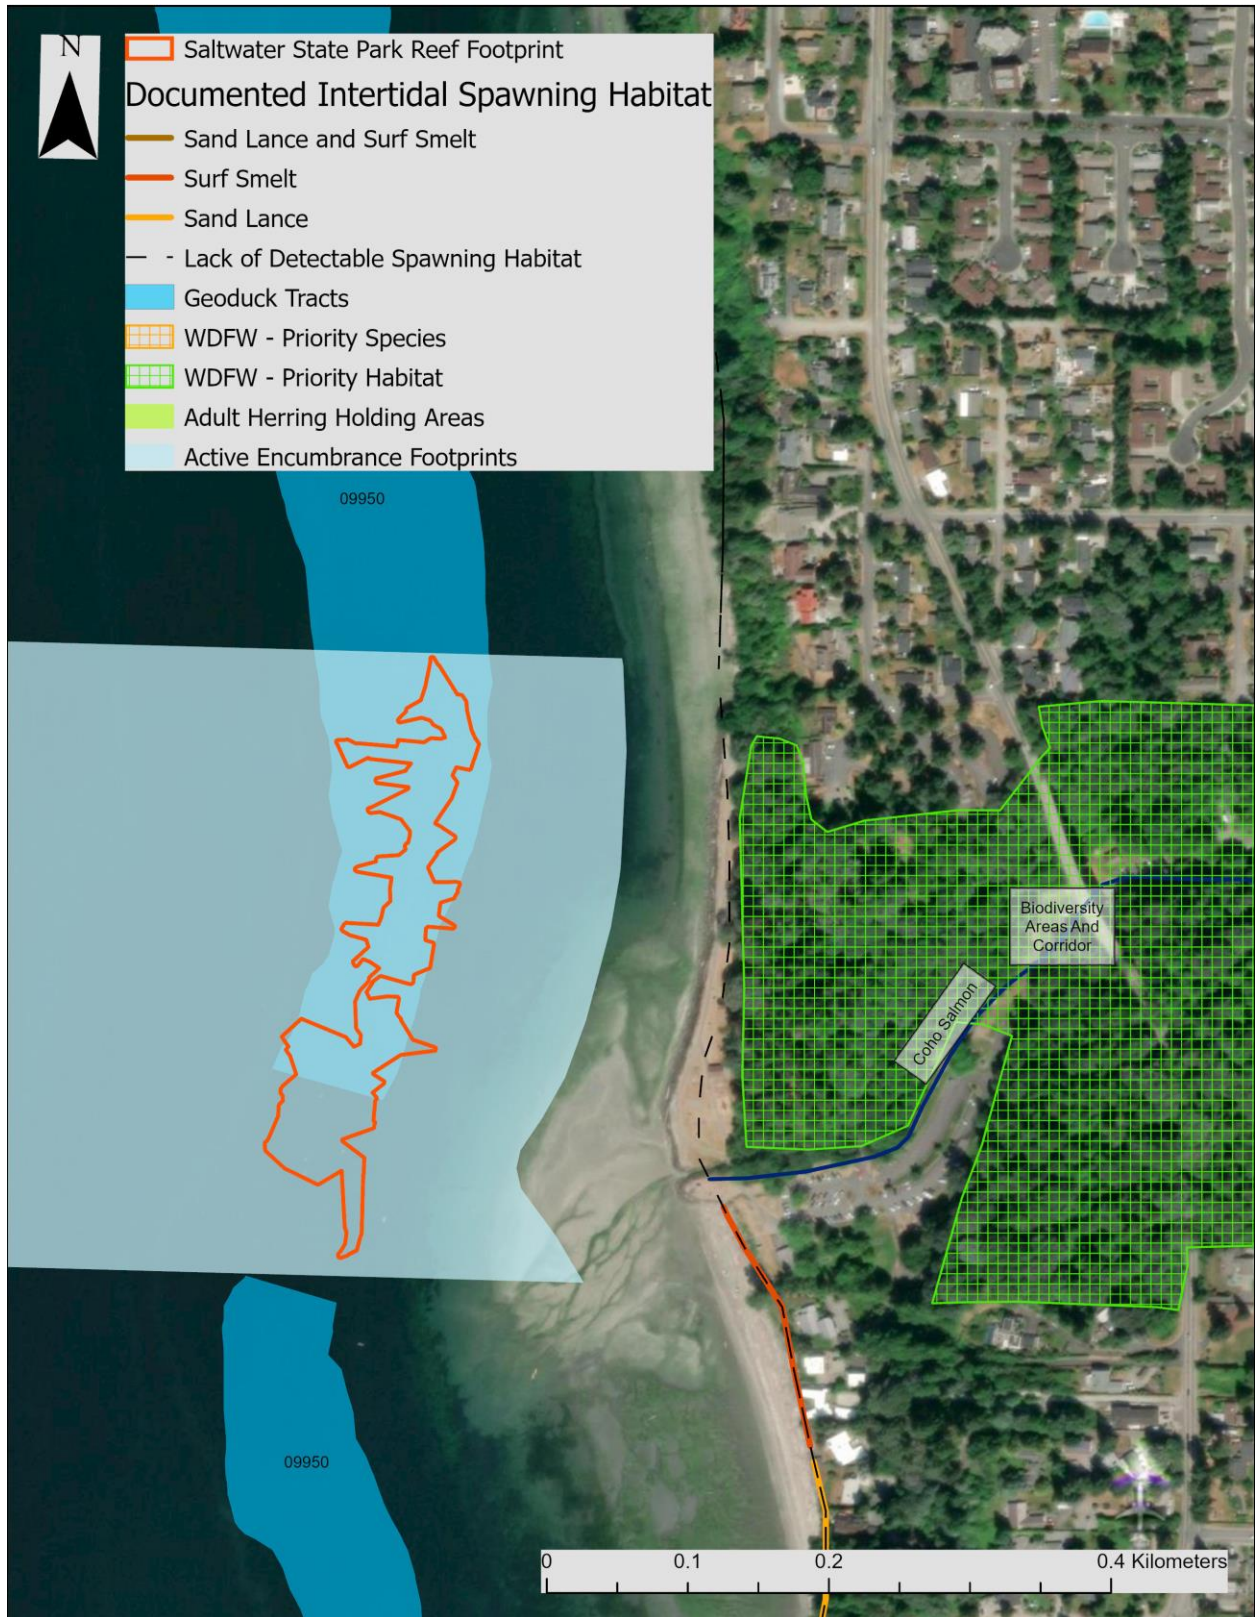 N
Saltwater State Park Reef Footprint
Documented Intertidal Spawning Habitat
Sand Lance and Surf Smelt
Surf Smelt
Sand Lance
Lack of Detectable Spawning Habitat
Geoduck Tracts
WDFW - Priority Species
WDFW - Priority Habitat
Adult Herring Holding Areas
Active Encumbrance Footprints
09950
Biodiversity
Areas And
Corridor
Coho Salmon
09950
0 0.1 0.2 0.4 Kilometers